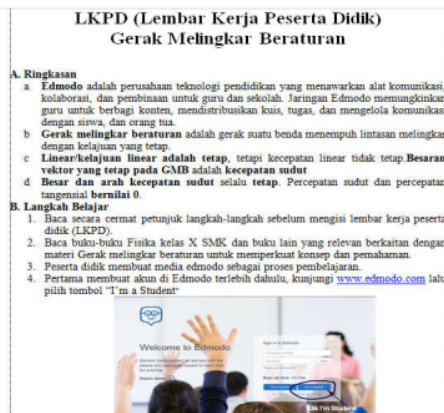 LKPD (Lembar Kerja Peserta Didik)
Gerak Melingkar Beraturan
A. Ringkasan
a Edmodo adalah perusahaan teknologi pendidikan yang menawarkan alat komunikasi,
kolaborasi, dan pembinaan untuk guru dan sekolah. Jaringan Edmodo memungkinkan
guru untuk berbagi konten, mendistribusikan kuis, tugas, dan mengelola komunikasi
dengan siswa, dan orang tua.
b Gerak melingkar beraturan adalah gerak suatu benda menempuh lintasan melingkar
dengan kelajuan yang tetap.
c Linear/kelajuan linear adalah tetap, tetapi kecepatan linear tidak tetap.Besaran
vektor yang tetap pada GMB adalah kecepatan sudut
d Besar dan arah kecepatan sudut selalu tetap. Percepatan sudut dan percepatan
tangensial bernilai 0.
B. Langkah Belajar
1. Baca secara cermat petunjuk langkah-langkah sebelum mengisi lembar kerja peserta
didik (LKPD).
2. Baca buku-buku Fisika kelas X SMK dan buku lain yang relevan berkaitan dengan
materi Gerak melingkar beraturan untuk memperkuat konsep dan pemahaman.
3. Peserta didik membuat media edmodo sebagai proses pembelajaran.
4. Pertama membuat akun di Edmodo terlebih dahulu, kunjungi www.edmodo.com lalu
pilih tombol "I'm a Student"
Welcome to Edmodo
Klik I'm Student